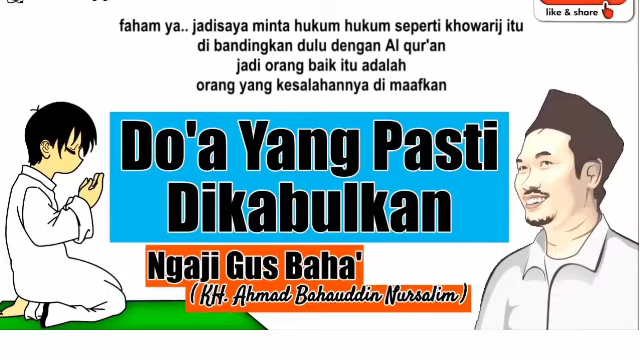 like & share
faham ya.. jadisaya minta hukum hukum seperti khowarij itu
di bandingkan dulu dengan Al qur'an
jadi orang baik itu adalah
orang yang kesalahannya di maafkan
Do'a Yang Pasti
Dikabulkan
Ngaji Gus Baha'
( KH. Ahmad Bahauddin Nursalim )